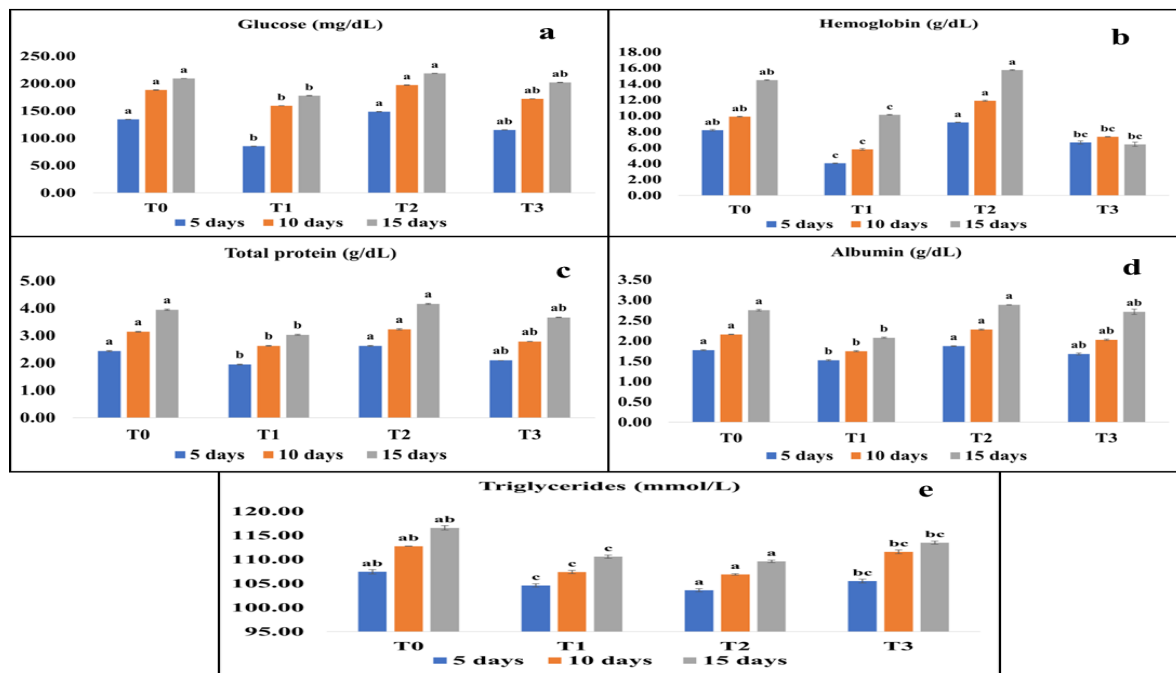 Glucose (mg/dL)
a
250.00
200.00
150.00
100.00
50.00
0.00
a a a
b b b
a a a
ab ab ab
T0 T1 T2 T3
5 days 10 days 15 days
Hemoglobin (g/dL)
b
18.00
16.00
14.00
12.00
10.00
8.00
6.00
4.00
2.00
0.00
ab ab ab
c c c
a a a
bc bc bc
T0 T1 T2 T3
5 days 10 days 15 days
Total protein (g/dL)
c
5.00
4.00
3.00
2.00
1.00
0.00
a a a
b b b
a a a
ab ab ab
T0 T1 T2 T3
5 days 10 days 15 days
Albumin (g/dL)
d
3.50
3.00
2.50
2.00
1.50
1.00
0.50
0.00
a a a
b b b
a a a
ab ab ab
T0 T1 T2 T3
5 days 10 days 15 days
Triglycerides (mmol/L)
e
120.00
115.00
110.00
105.00
100.00
95.00
ab ab ab
c c c
a a a
bc bc bc
T0 T1 T2 T3
5 days 10 days 15 days